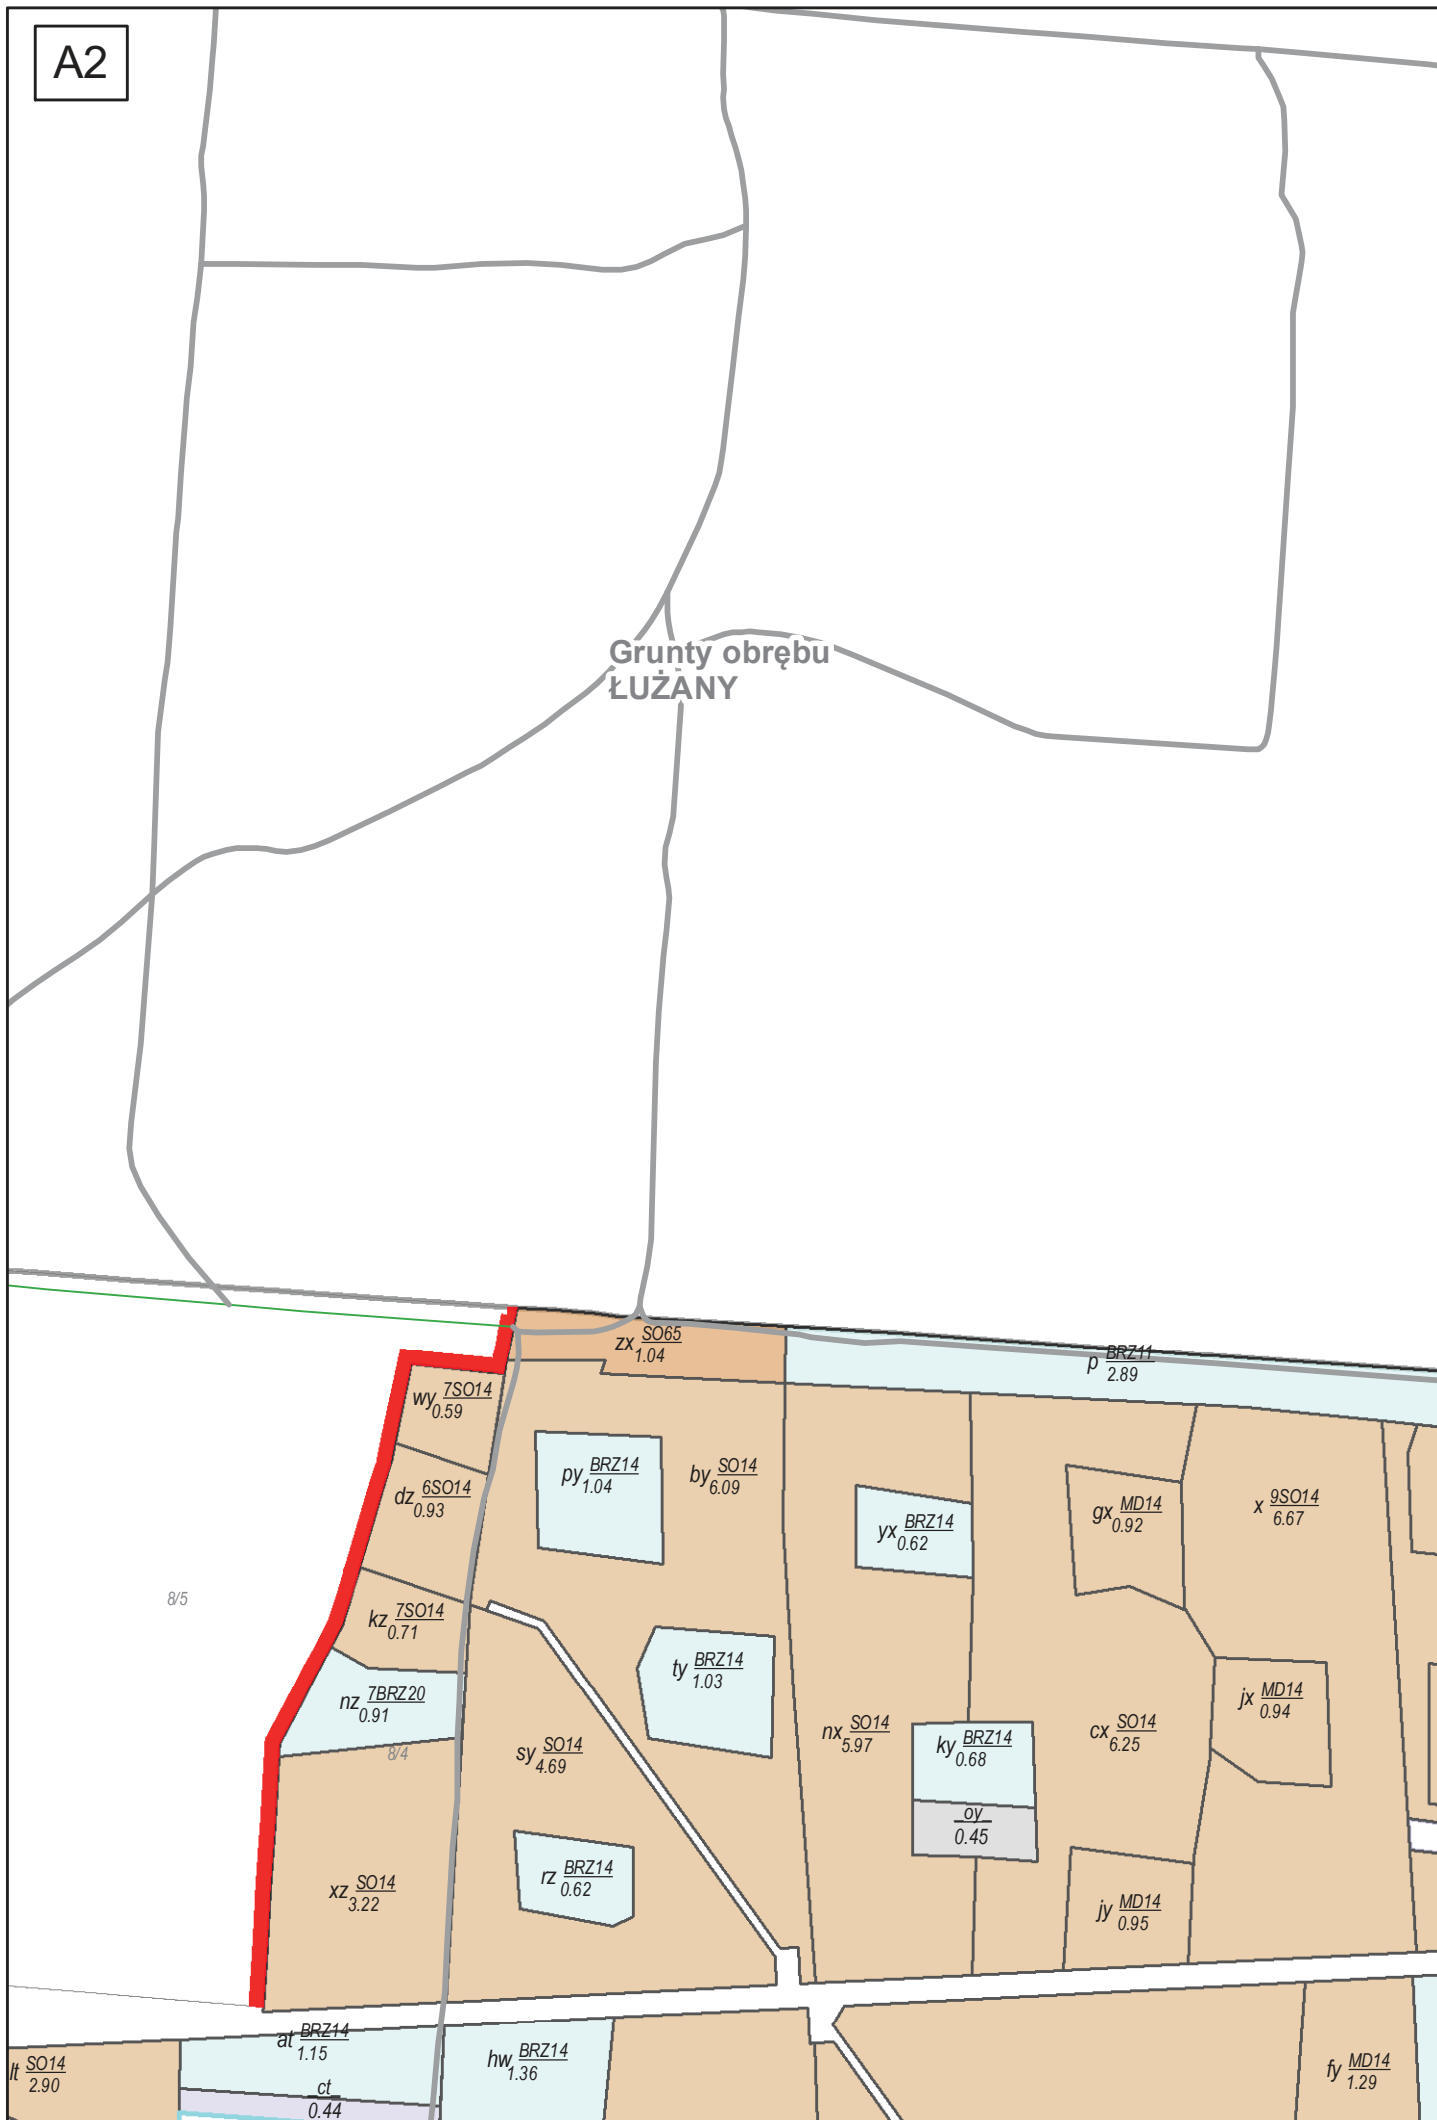 A2
Grunty obrębu
ŁUŻANY
zx SO65
1.04
p BRZ11
2.89
wy 7SO14
0.59
py BRZ14
1.04
by SO14
6.09
dz 6SO14
0.93
yx BRZ14
0.62
gx MD14
0.92
x 9SO14
6.67
8/5
kz 7SO14
0.71
ty BRZ14
1.03
nz 7BRZ20
0.91
jx MD14
0.94
8/4
sy SO14
4.69
nx SO14
5.97
ky BRZ14
0.68
cx SO14
6.25
oy
0.45
xz SO14
3.22
rz BRZ14
0.62
jy MD14
0.95
at BRZ14
1.15
lt SO14
2.90
hw BRZ14
1.36
fy MD14
1.29
ct
0.44